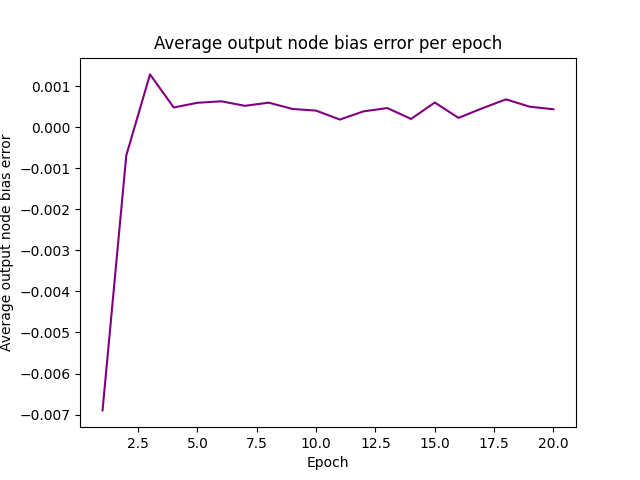 Average output node bias error per epoch
Average output node bias error
0.001
0.000
−0.001
−0.002
−0.003
−0.004
−0.005
−0.006
−0.007
2.5 5.0 7.5 10.0 12.5 15.0 17.5 20.0
Epoch